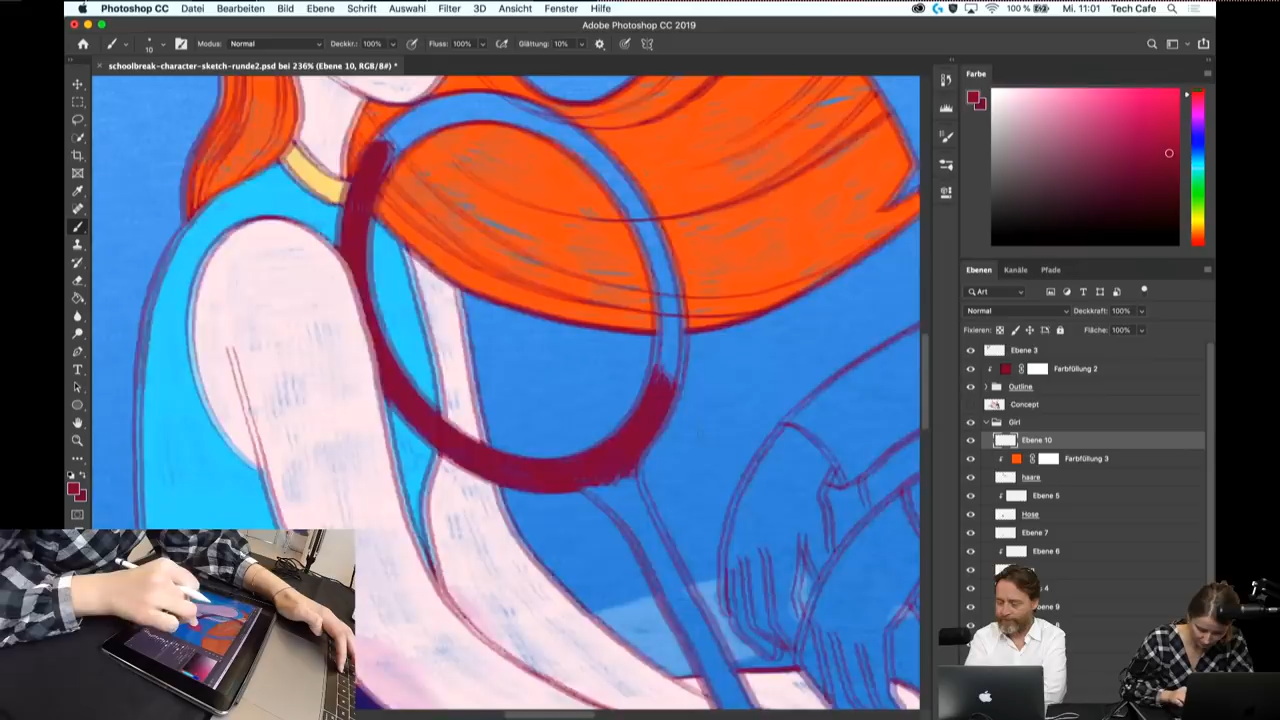 Photoshop CC Datei Bearbeiten Bild Ebene Schrift Auswahl Filter 3D Ansicht Fenster Hilfe 100 % Mi. 11:01 Tech Cafe
Adobe Photoshop CC 2019
10 Modus: Normal Deckkr.: 100% Fluss: 100% Glättung: 10%
× schoolbreak-character-sketch-runde2.psd bei 236% (Ebene 10, RGB/8#) *
Farbe
Ebenen Kanäle Pfade
Art
Normal Deckkraft: 100%
Fixieren: Fläche: 100%
Ebene 3
Farbfüllung 2
Outline
Concept
Girl
Ebene 10
Farbfüllung 3
haare
Ebene 5
Hose
Ebene 7
Ebene 6